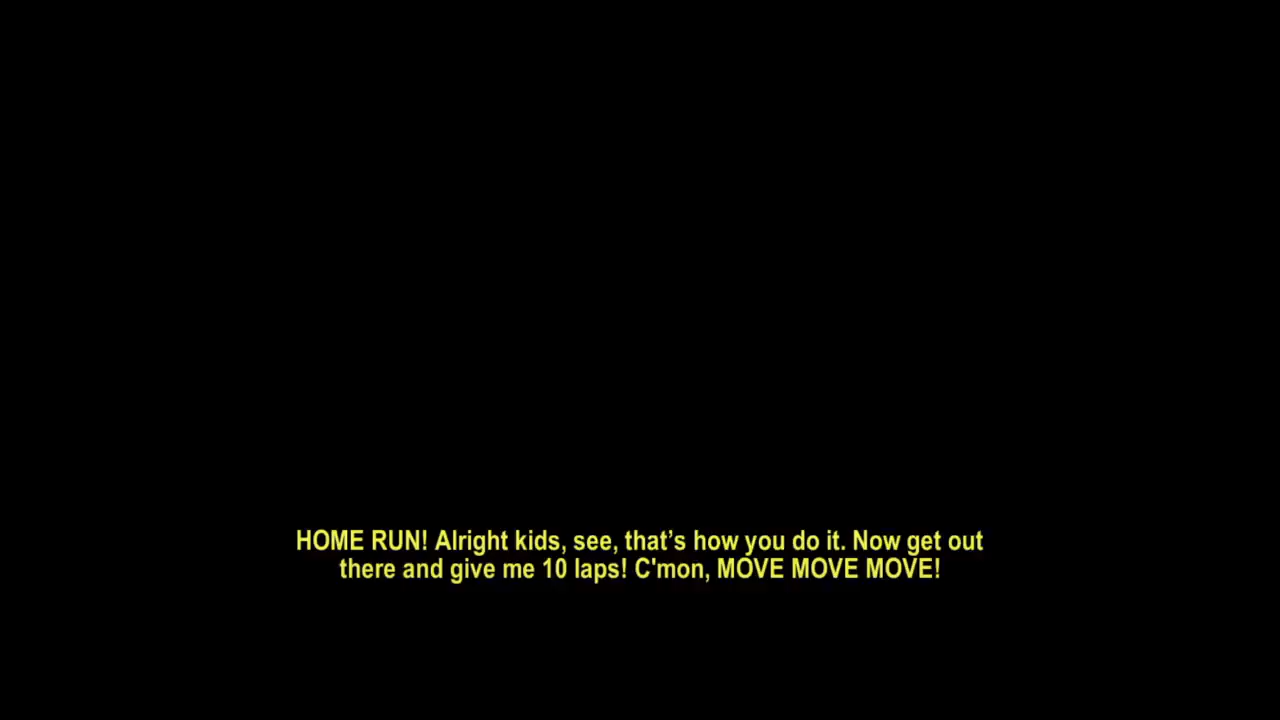 HOME RUN! Alright kids, see, that’s how you do it. Now get out
there and give me 10 laps! C'mon, MOVE MOVE MOVE!